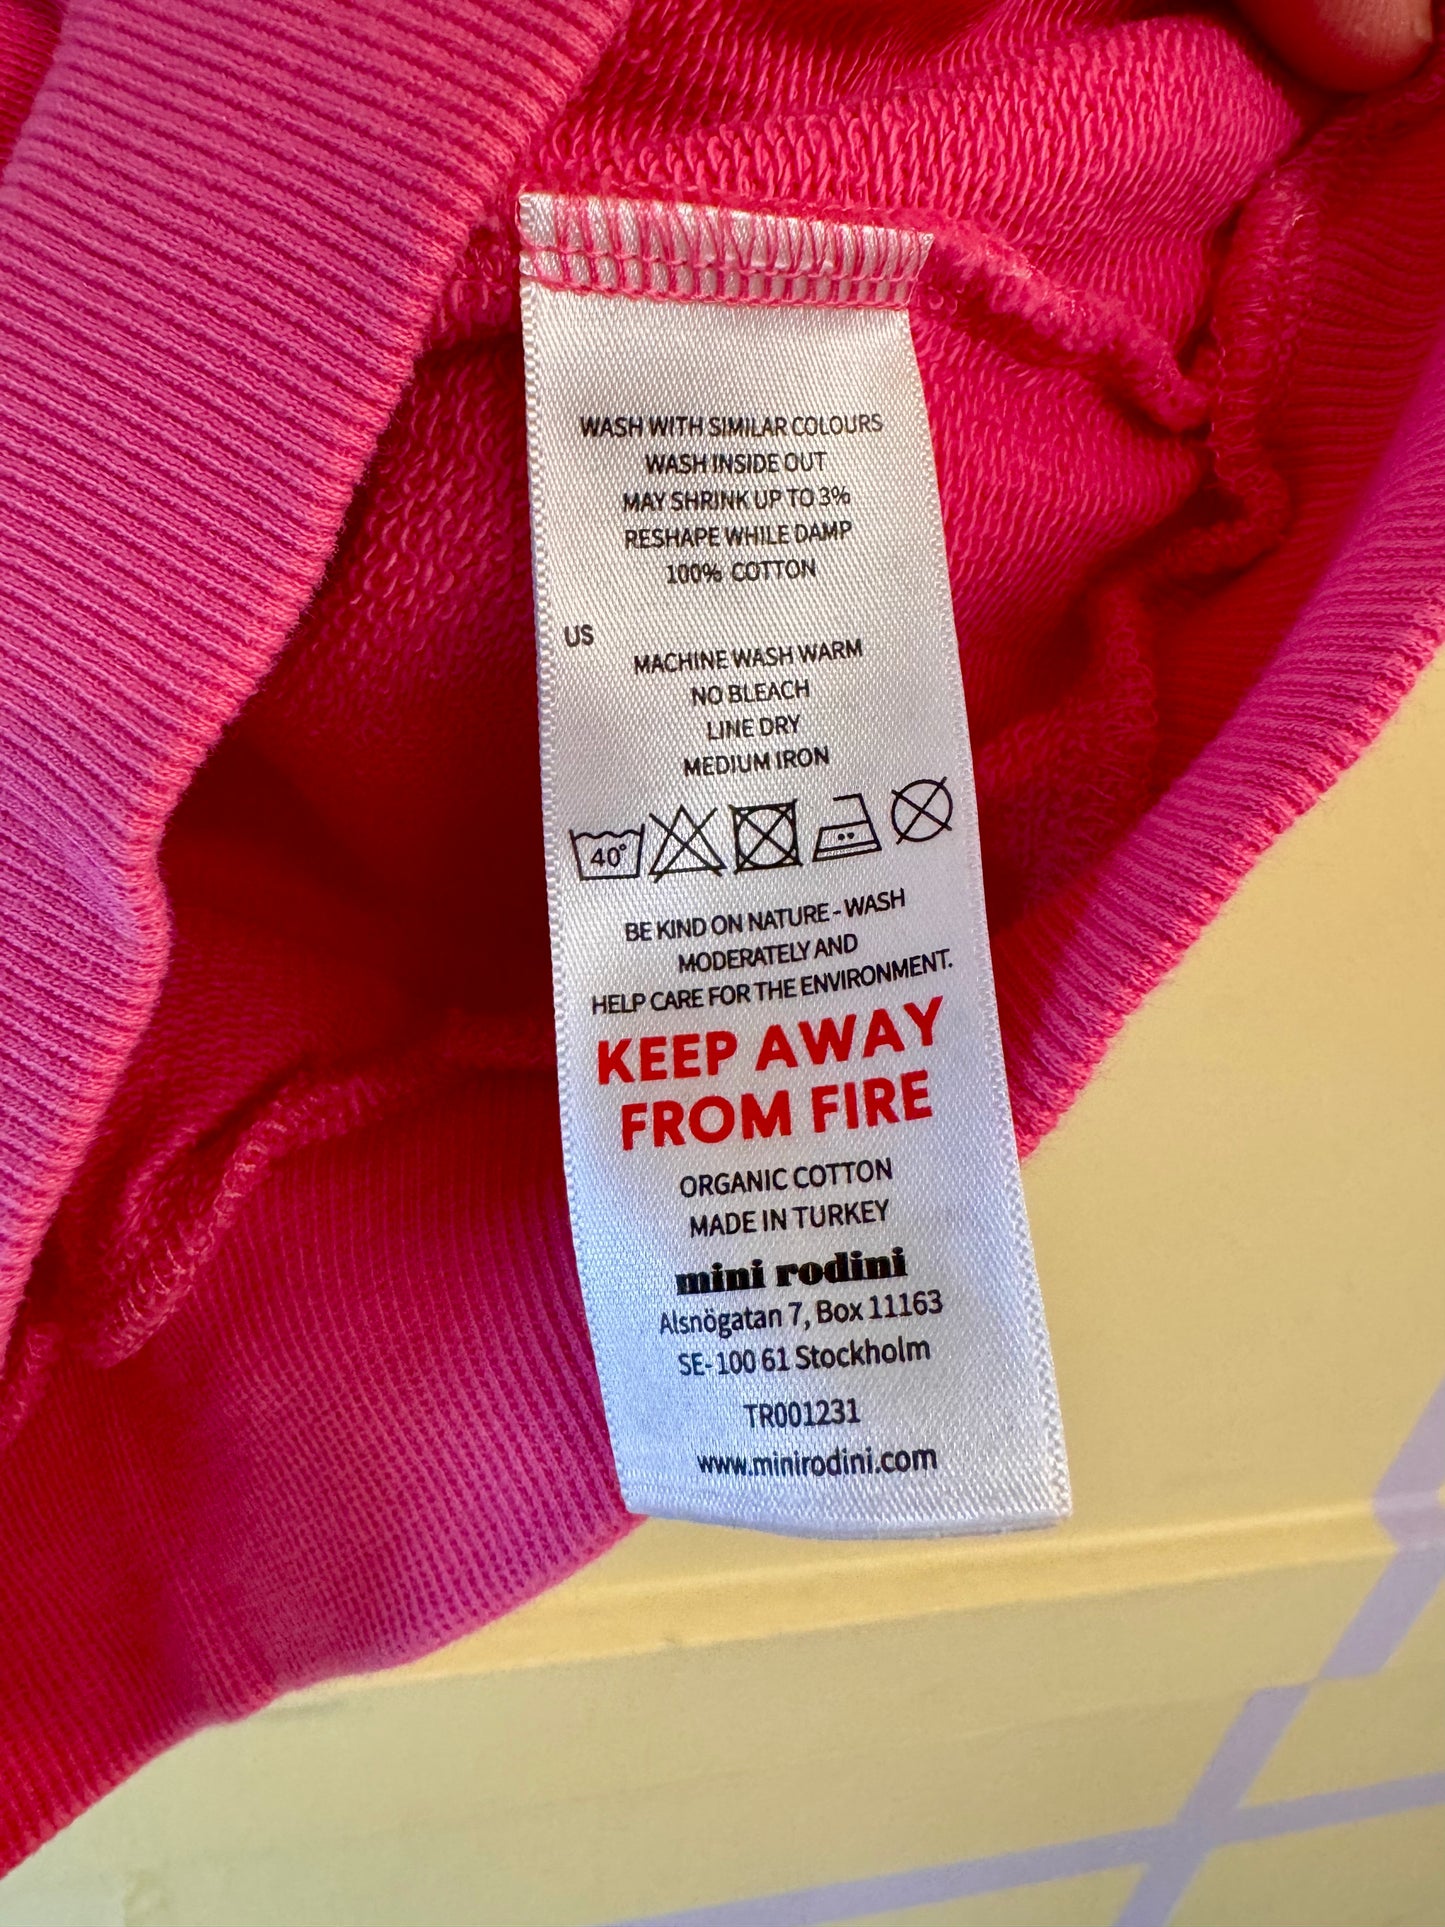 WASH WITH SIMILAR COLOURS
WASH INSIDE OUT
MAY SHRINK UP TO 3%
RESHAPE WHILE DAMP
100% COTTON
US
MACHINE WASH WARM
NO BLEACH
LINE DRY
MEDIUM IRON
40°
BE KIND ON NATURE - WASH
MODERATELY AND
HELP CARE FOR THE ENVIRONMENT.
KEEP AWAY
FROM FIRE
ORGANIC COTTON
MADE IN TURKEY
mini rodini
Alsnögatan 7, Box 11163
SE-100 61 Stockholm
TR001231
www.minirodini.com